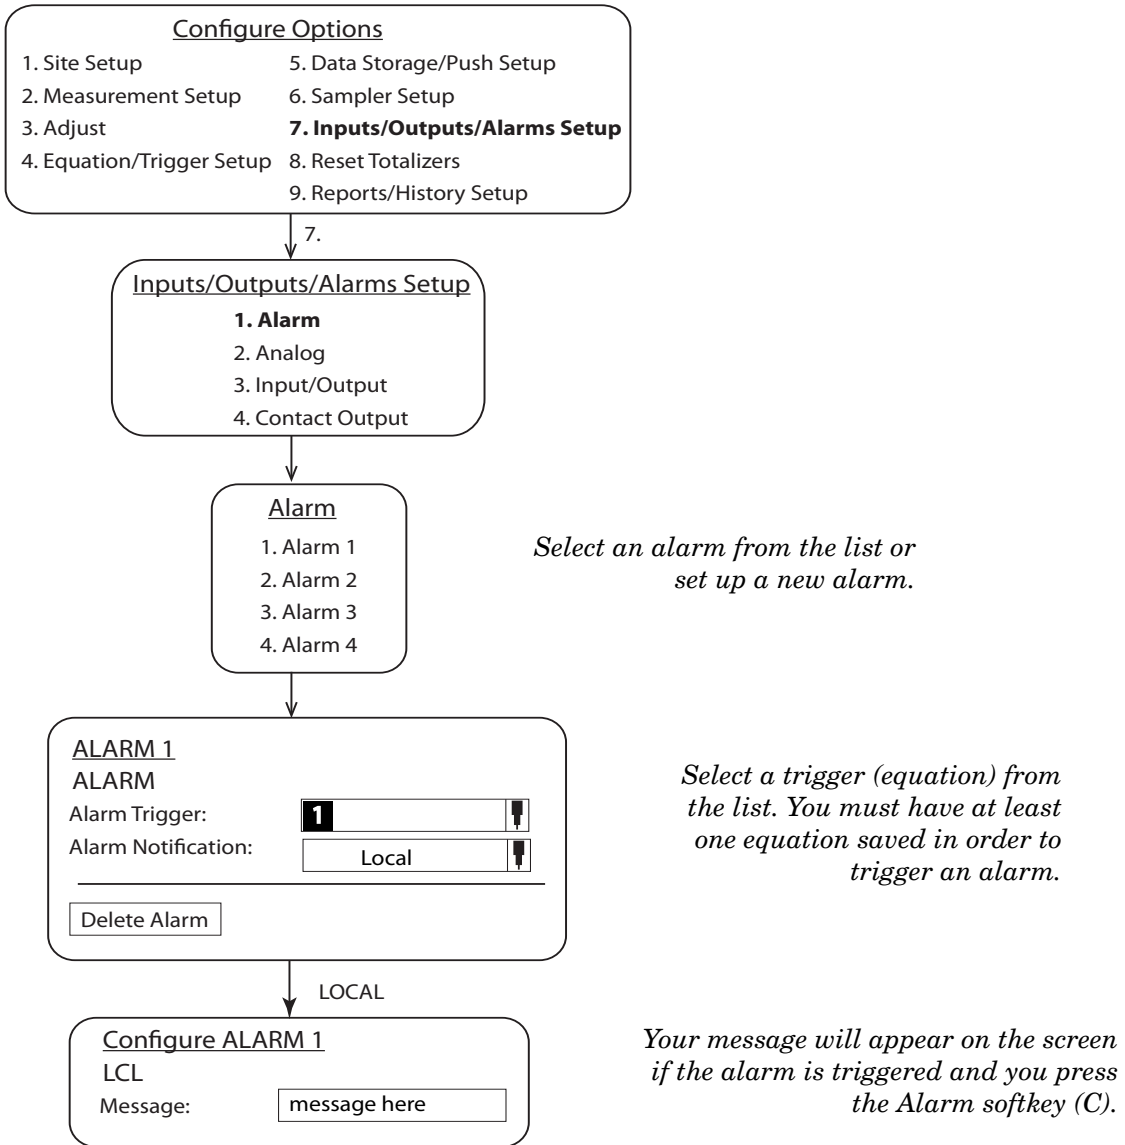 Configure Options
1. Site Setup
2. Measurement Setup
3. Adjust
4. Equation/Trigger Setup
5. Data Storage/Push Setup
6. Sampler Setup
7. Inputs/Outputs/Alarms Setup
8. Reset Totalizers
9. Reports/History Setup
7.
Inputs/Outputs/Alarms Setup
1. Alarm
2. Analog
3. Input/Output
4. Contact Output
Alarm
1. Alarm 1
2. Alarm 2
3. Alarm 3
4. Alarm 4
Select an alarm from the list or
set up a new alarm.
ALARM 1
ALARM
Alarm Trigger: 1
Alarm Notification: Local
Delete Alarm
Select a trigger (equation) from
the list. You must have at least
one equation saved in order to
trigger an alarm.
LOCAL
Configure ALARM 1
LCL
Message: message here
Your message will appear on the screen
if the alarm is triggered and you press
the Alarm softkey (C).